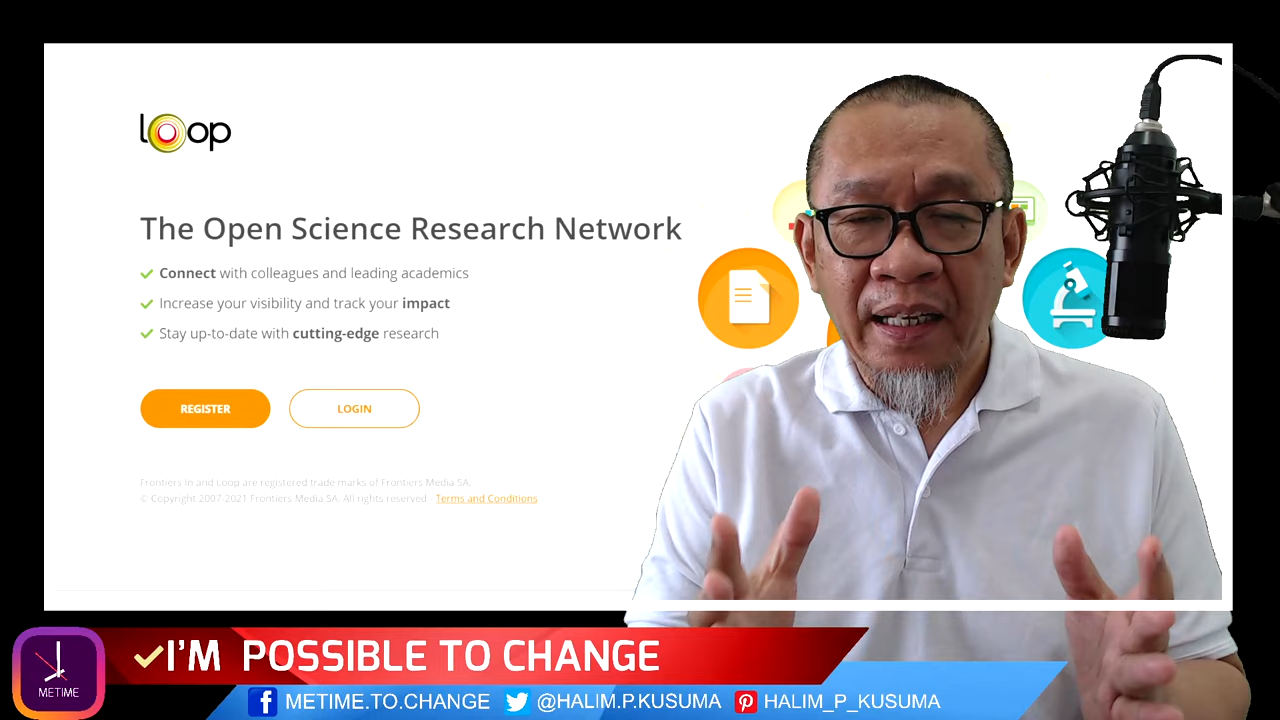 loop
The Open Science Research Network
Connect with colleagues and leading academics
Increase your visibility and track your impact
Stay up-to-date with cutting-edge research
REGISTER LOGIN
Frontiers In and Loop are registered trade marks of Frontiers Media SA.
© Copyright 2007-2021 Frontiers Media SA. All rights reserved - Terms and Conditions
I'M POSSIBLE TO CHANGE
METIME
METIME.TO.CHANGE @HALIM.P.KUSUMA HALIM_P_KUSUMA